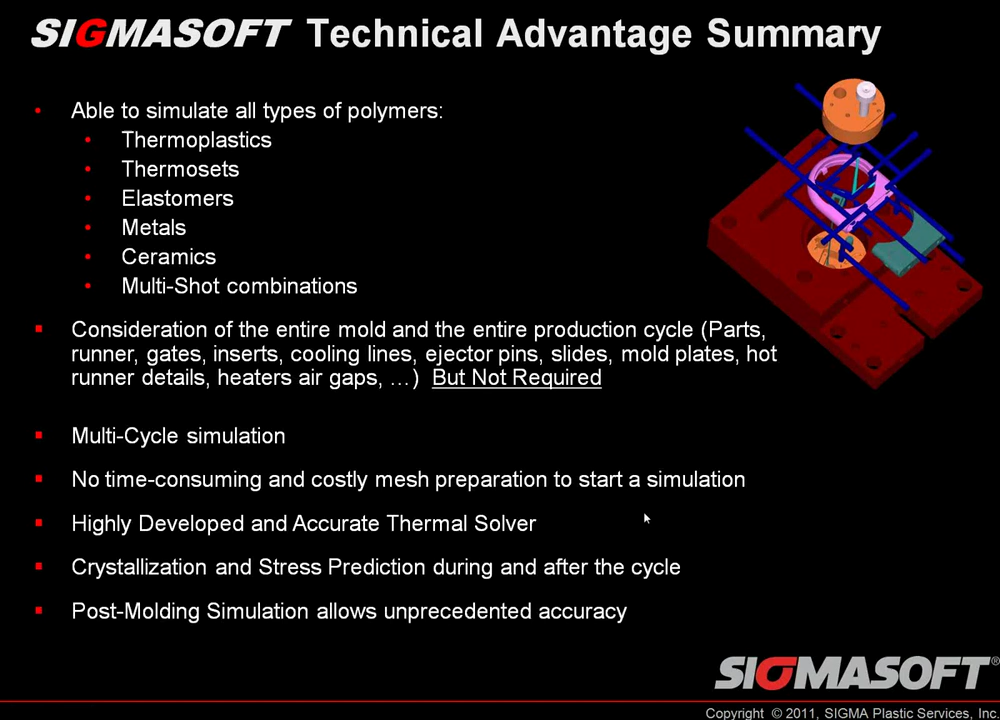 SIGMASOFT Technical Advantage Summary
Able to simulate all types of polymers:
Thermoplastics
Thermosets
Elastomers
Metals
Ceramics
Multi-Shot combinations
Consideration of the entire mold and the entire production cycle (Parts,
runner, gates, inserts, cooling lines, ejector pins, slides, mold plates, hot
runner details, heaters air gaps, …) But Not Required
Multi-Cycle simulation
No time-consuming and costly mesh preparation to start a simulation
Highly Developed and Accurate Thermal Solver
Crystallization and Stress Prediction during and after the cycle
Post-Molding Simulation allows unprecedented accuracy
SIGMASOFT®
Copyright © 2011, SIGMA Plastic Services, Inc.